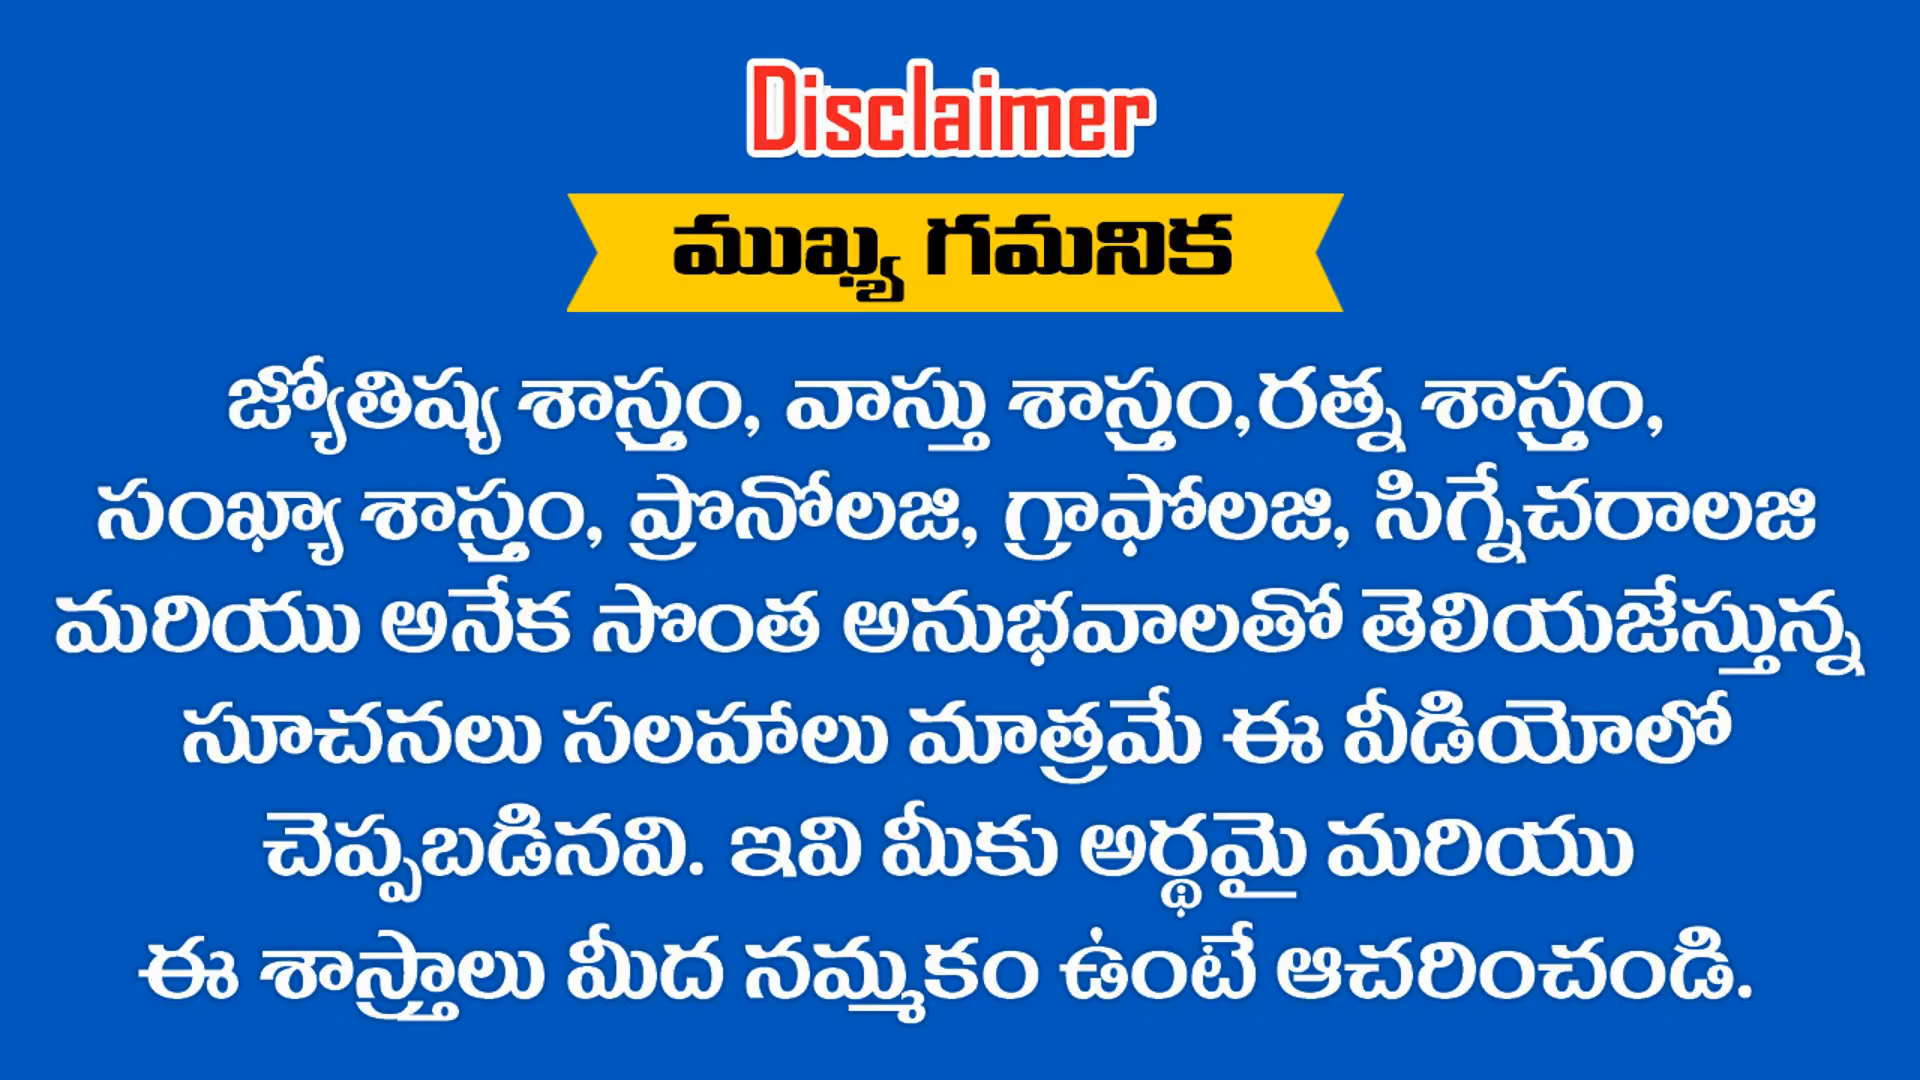 Disclaimer
ముఖ్య గమనిక
జ్యోతిష్య శాస్త్రం, వాస్తు శాస్త్రం,రత్న శాస్త్రం,
సంఖ్యా శాస్త్రం, ప్రొనోలజి, గ్రాఫోలజి, సిగ్నేచరాలజి
మరియు అనేక సొంత అనుభవాలతో తెలియజేస్తున్న
సూచనలు సలహాలు మాత్రమే ఈ వీడియోలో
చెప్పబడినవి. ఇవి మీకు అర్థమై మరియు
ఈ శాస్త్రాలు మీద నమ్మకం ఉంటే ఆచరించండి.